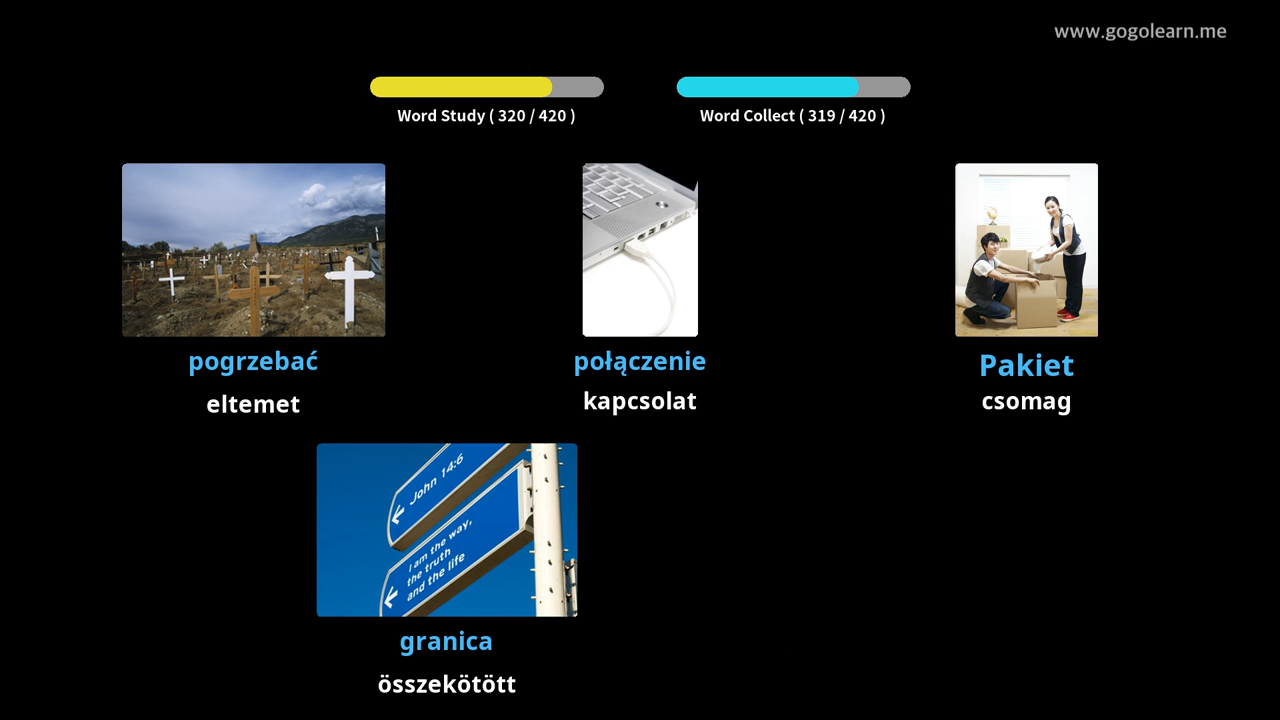 www.gogolearn.me
Word Study ( 320 / 420 )
Word Collect ( 319 / 420 )
pogrzebać
eltemet
połączenie
kapcsolat
Pakiet
csomag
John 14:6
I am the way,
the truth
and the life
granica
összekötött